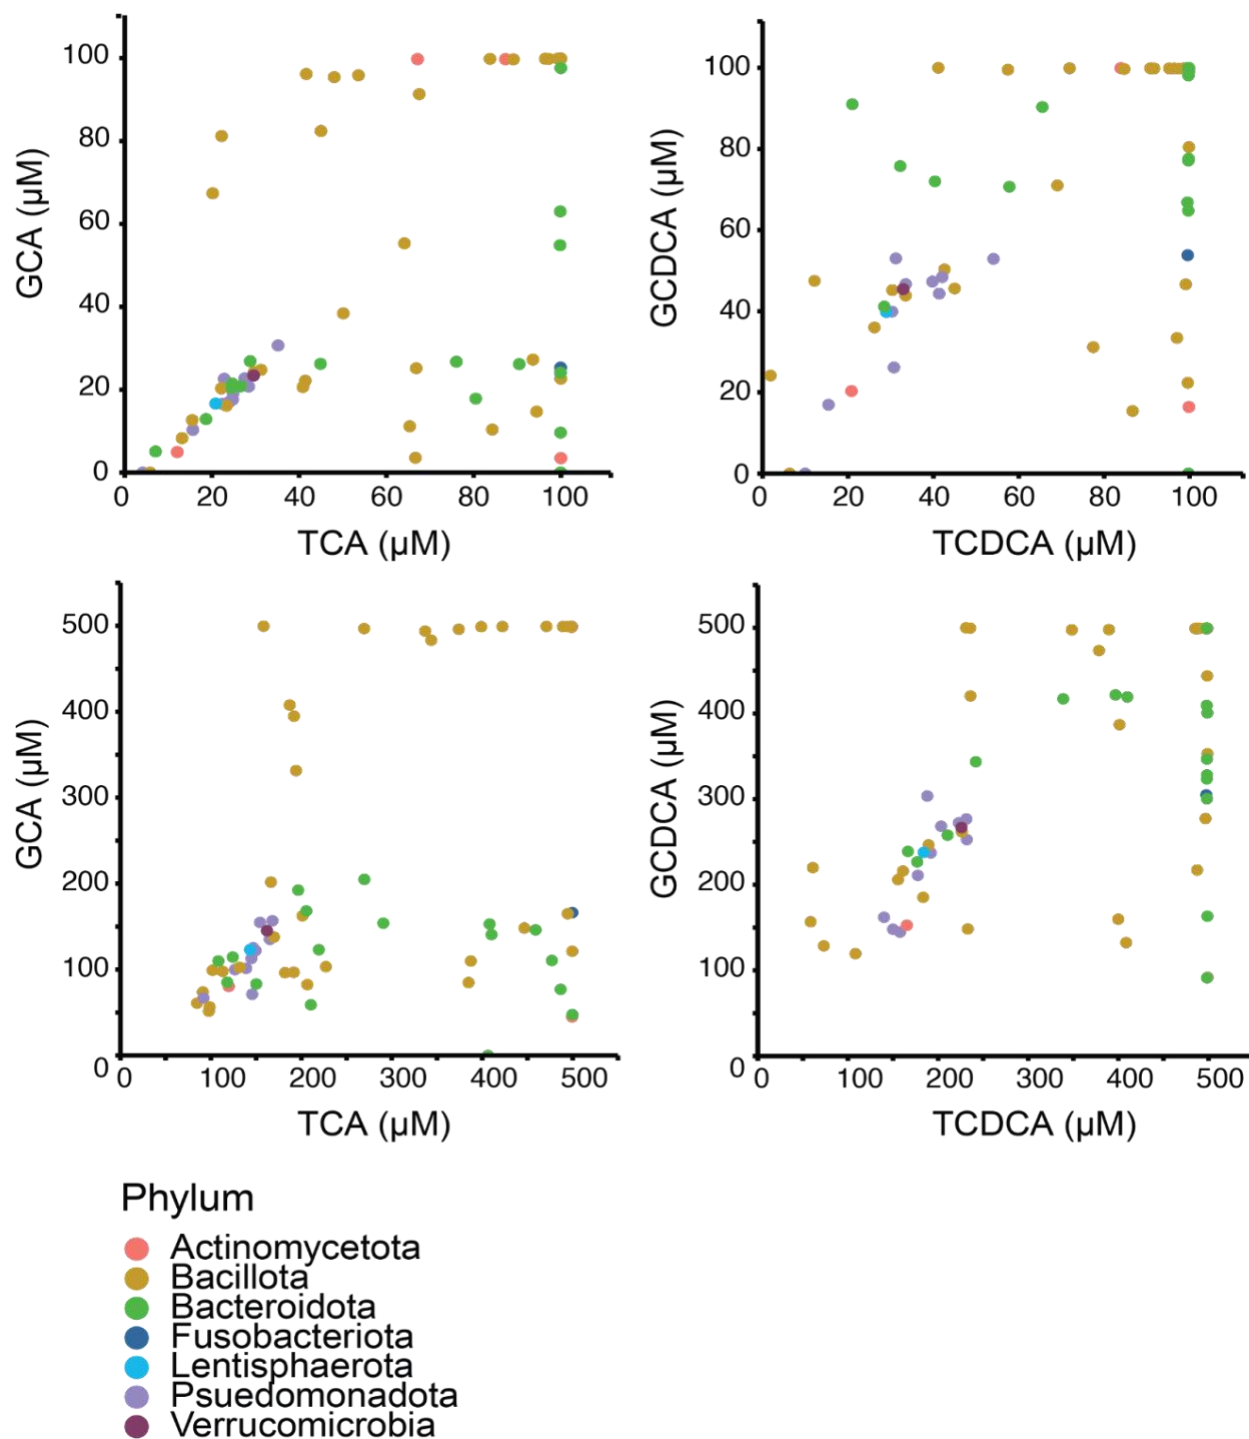 100
80
60
40
20
0
0 20 40 60 80 100
GCA (μM)
TCA (μM)
100
80
60
40
20
0
0 20 40 60 80 100
GCDCA (μM)
TCDCA (μM)
500
400
300
200
100
0
0 100 200 300 400 500
GCA (μM)
TCA (μM)
500
400
300
200
100
0
0 100 200 300 400 500
GCDCA (μM)
TCDCA (μM)
Phylum
Actinomycetota
Bacillota
Bacteroidota
Fusobacteriota
Lentisphaerota
Psuedomonadota
Verrucomicrobia